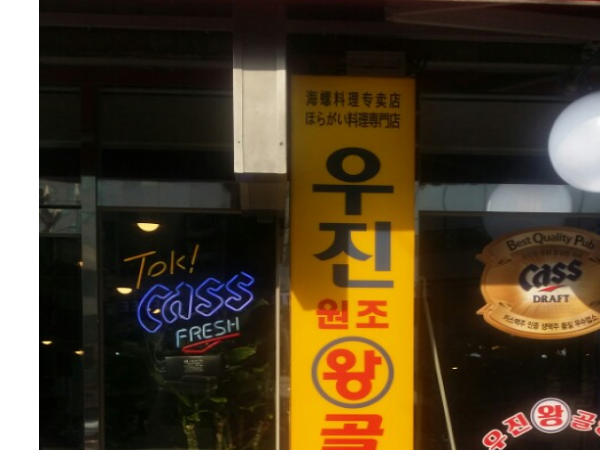 海螺料理专卖店
ほらがい料理専門店
우진
원조
왕골
Tok!
Cass
FRESH
Best Quality Pub
Cass
DRAFT
우진 왕골